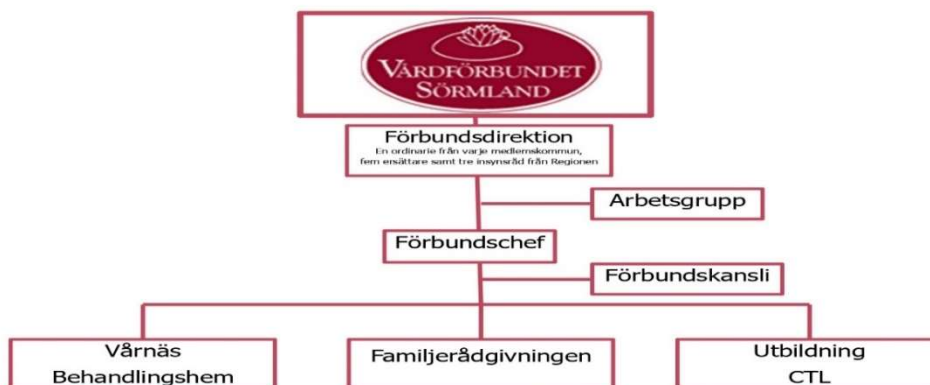 VÅRDFÖRBUNDET
SÖRMLAND
Förbundsdirektion
En ordinarie från varje medlemskommun,
fem ersättare samt tre insynsråd från Regionen
Arbetsgrupp
Förbundschef
Förbundskansli
Vårnäs
Behandlingshem
Familjerådgivningen
Utbildning
CTL